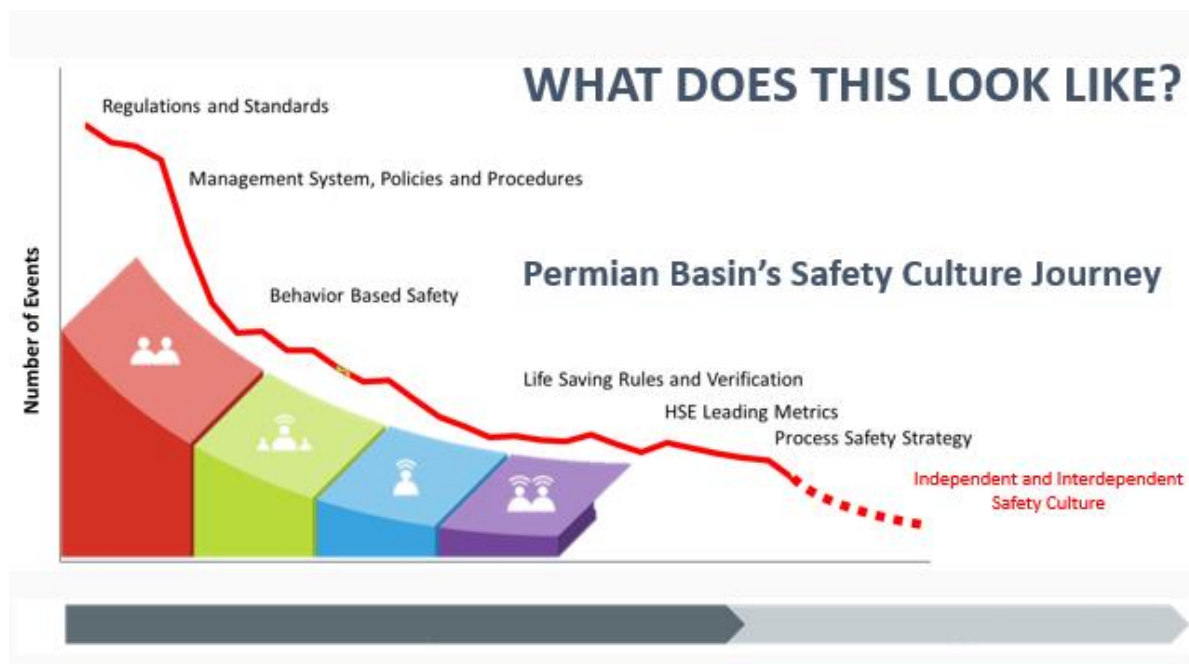 WHAT DOES THIS LOOK LIKE?
Regulations and Standards
Management System, Policies and Procedures
Permian Basin's Safety Culture Journey
Behavior Based Safety
Number of Events
Life Saving Rules and Verification
HSE Leading Metrics
Process Safety Strategy
Independent and Interdependent
Safety Culture